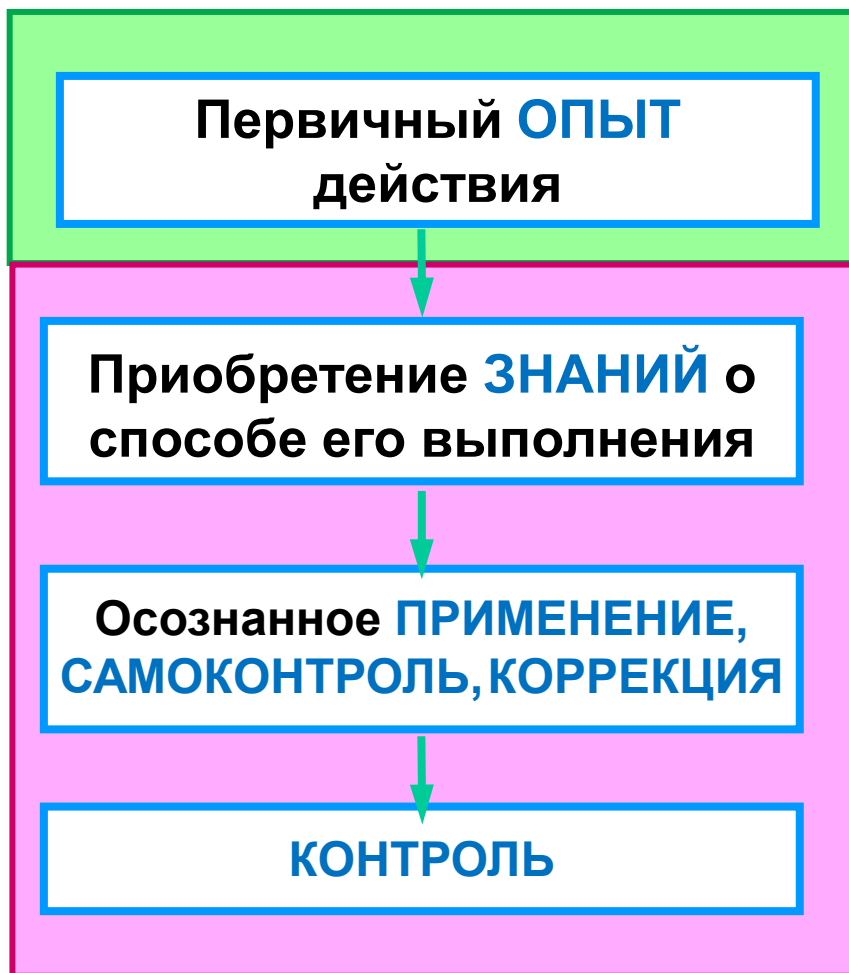 Первичный ОПЫТ
действия
Приобретение ЗНАНИЙ о
способе его выполнения
Осознанное ПРИМЕНЕНИЕ,
САМОКОНТРОЛЬ, КОРРЕКЦИЯ
КОНТРОЛЬ